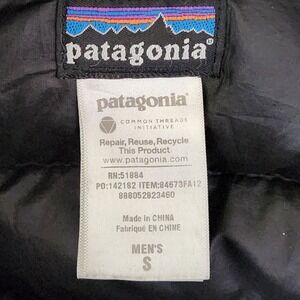 patagonia®
patagonia®
COMMON THREADS
INITIATIVE
Repair, Reuse, Recycle
This Product
www.patagonia.com
RN:51884
PO:142182 ITEM:84673FA12
888052823460
Made in CHINA
Fabriqué EN CHINE
MEN'S
S